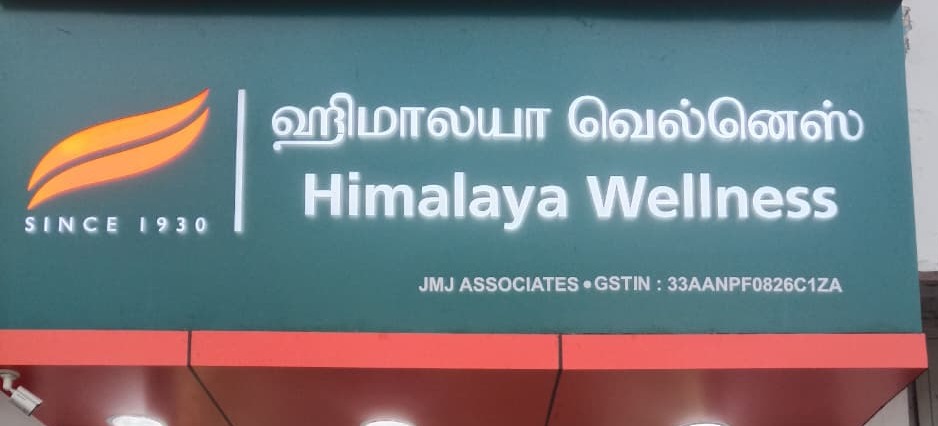 ஹிமாலயா வெல்னெஸ்
Himalaya Wellness
SINCE 1930
JMJ ASSOCIATES • GSTIN : 33AANPF0826C1ZA